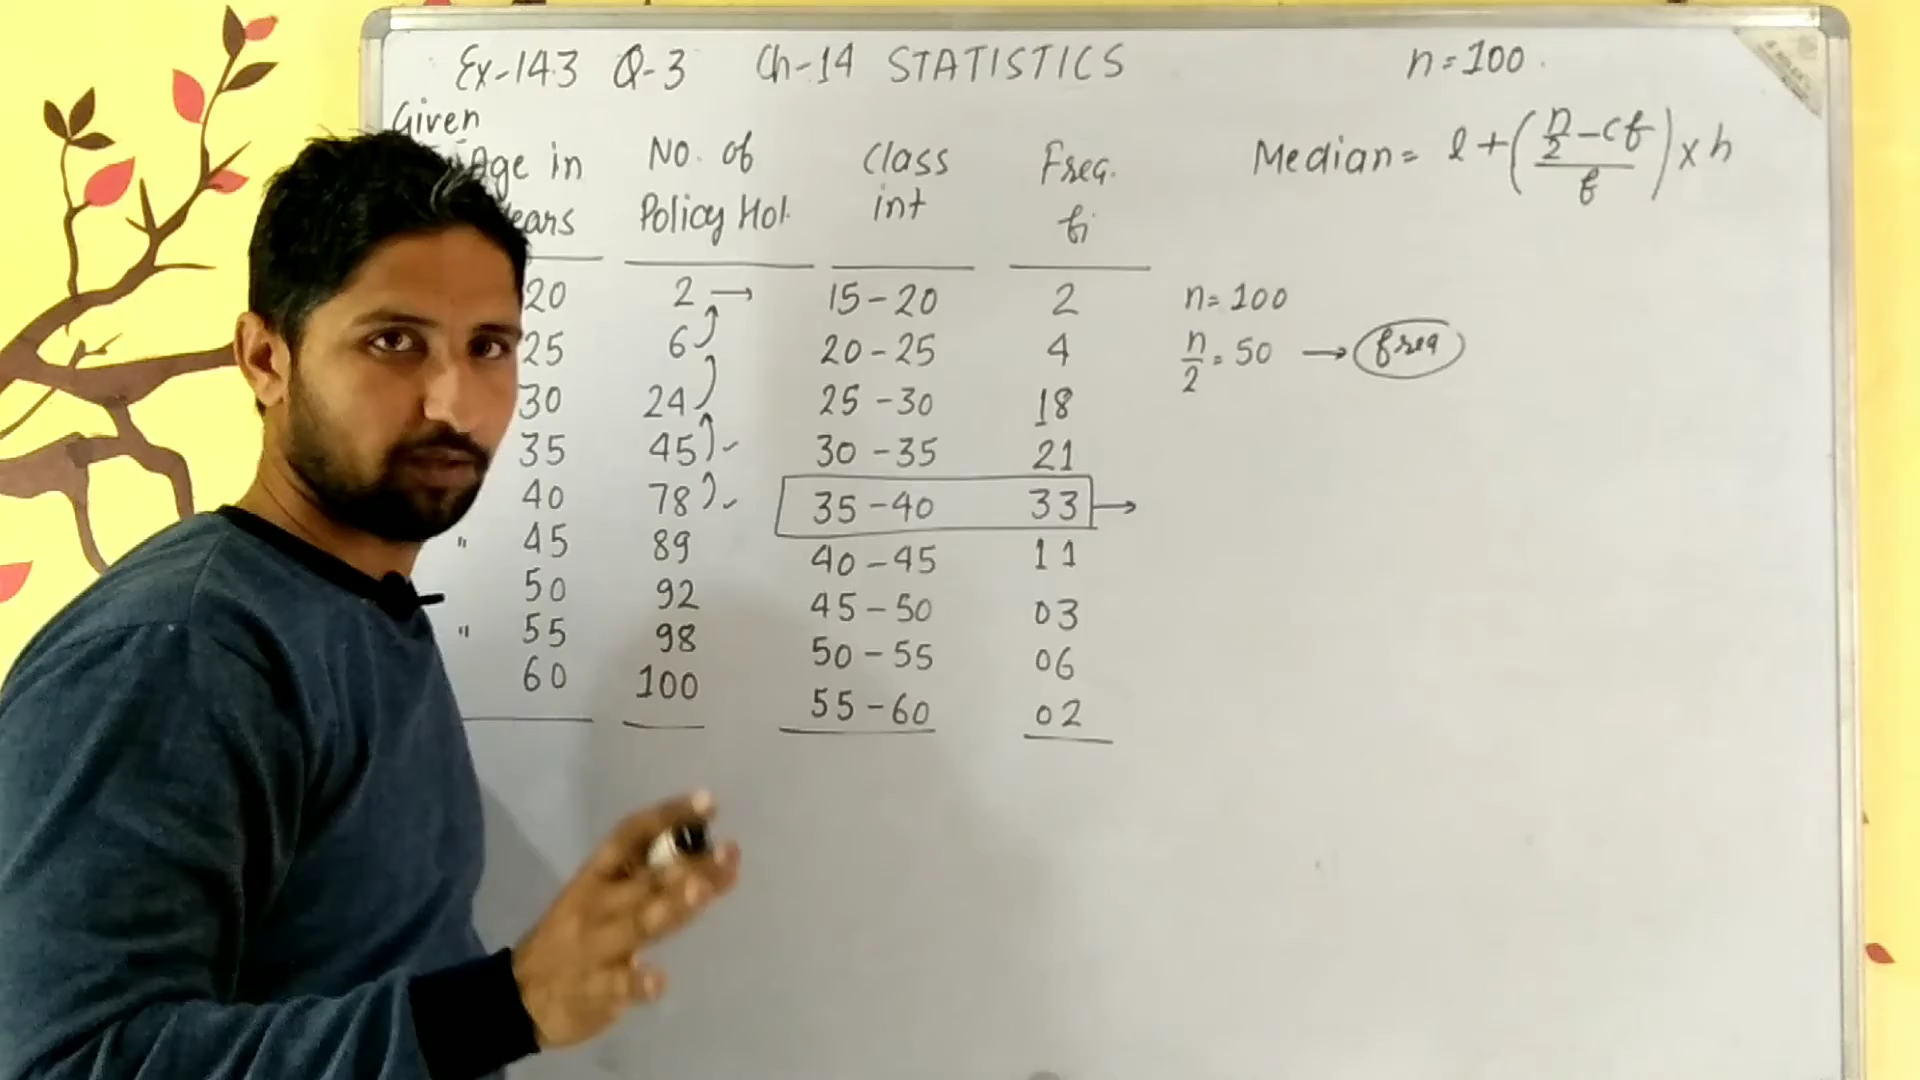 Ex-14.3 Q-3 Ch-14 STATISTICS n=100.
Given
Age in No. of Class Freq. Median = l + ( n/2 - cf / f ) x h
ears Policy Hol. int fi
20 2 → 15-20 2 n=100
25 6 20-25 4 n/2 = 50 → freq
30 24 25-30 18
35 45 30-35 21
40 78 35-40 33 →
" 45 89 40-45 11
50 92 45-50 03
" 55 98 50-55 06
60 100 55-60 02